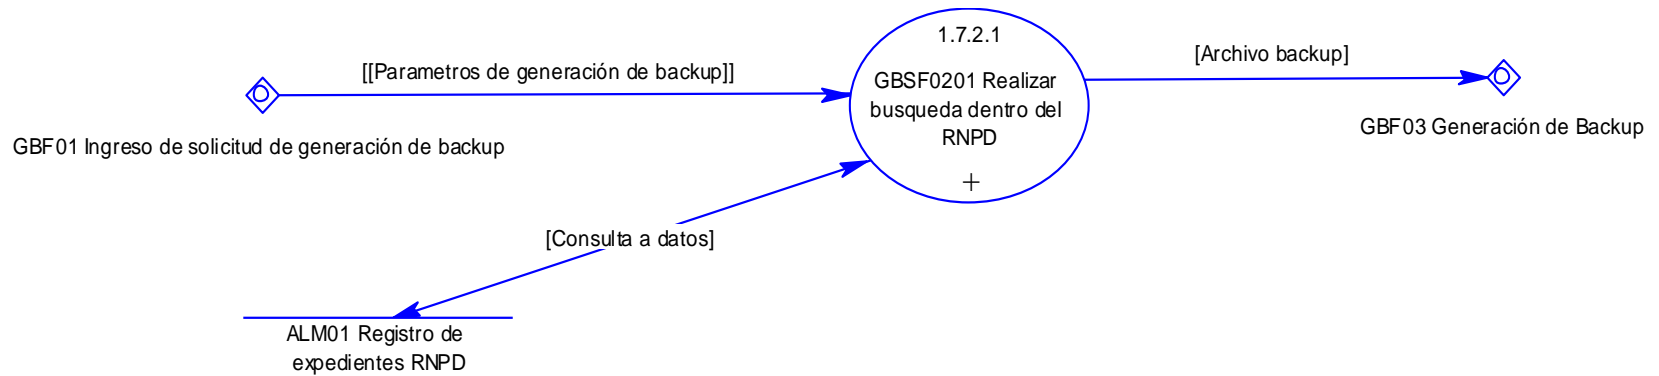 1.7.2.1
[Archivo backup]
[[Parametros de generación de backup]]
GBSF0201 Realizar
busqueda dentro del
RNPD
+
GBF03 Generación de Backup
GBF01 Ingreso de solicitud de generación de backup
[Consulta a datos]
ALM01 Registro de
expedientes RNPD